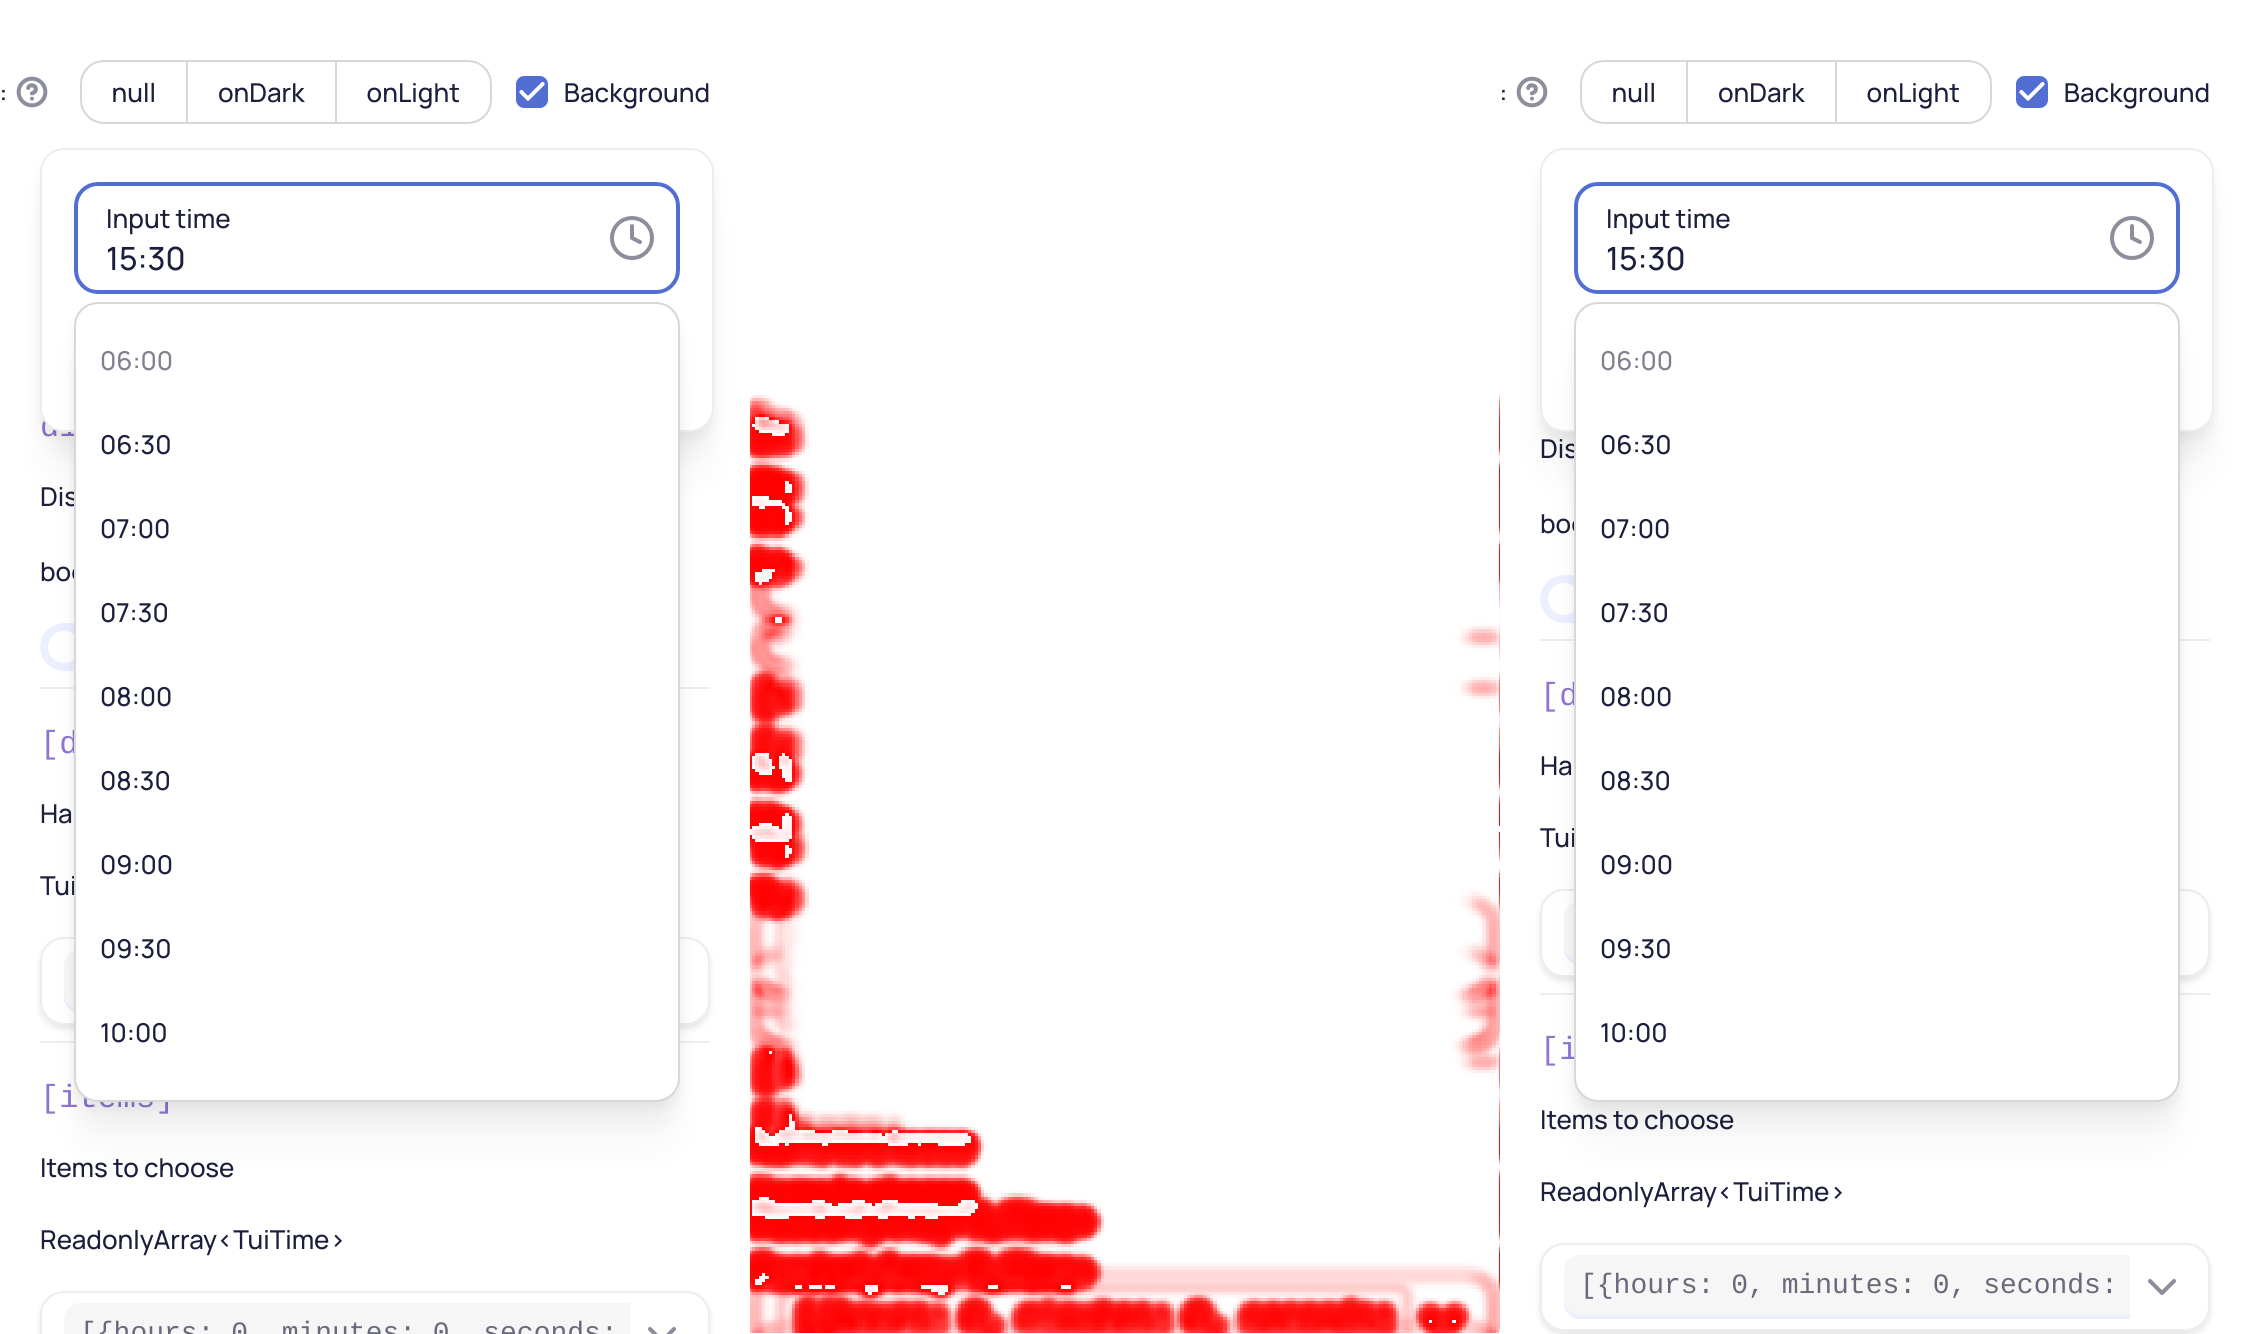 : null onDark onLight Background
Input time
15:30
06:00
06:30
Dis
07:00
boo
07:30
08:00
[d
08:30
Ha
09:00
Tui
09:30
10:00
[items]
Items to choose
ReadonlyArray<TuiTime>
[{hours: 0, minutes: 0, seconds:
: null onDark onLight Background
Input time
15:30
06:00
06:30
Dis
07:00
boo
07:30
08:00
[d
08:30
Ha
09:00
Tui
09:30
10:00
[i
Items to choose
ReadonlyArray<TuiTime>
[{hours: 0, minutes: 0, seconds: